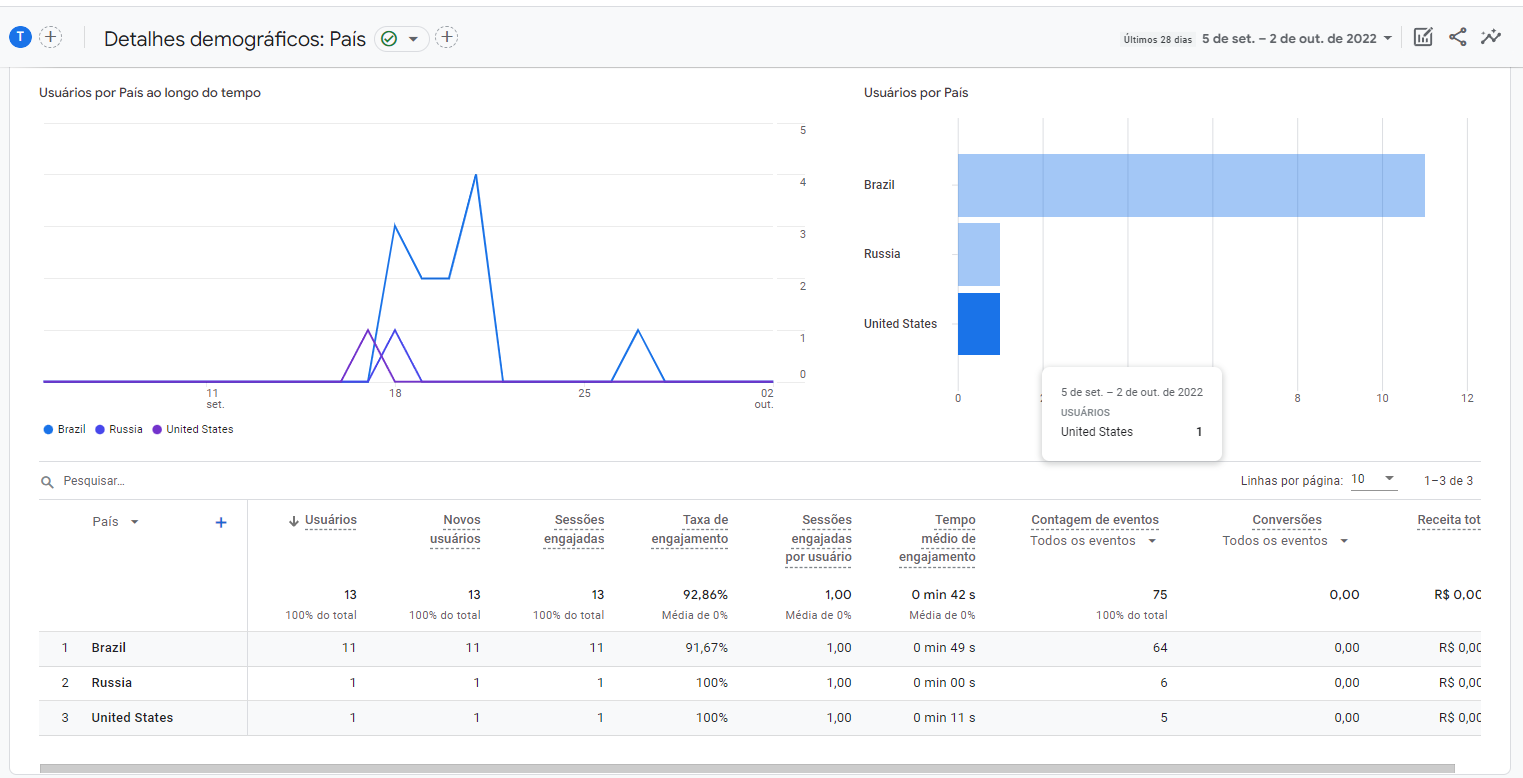 T
Detalhes demográficos: País
Últimos 28 dias 5 de set. – 2 de out. de 2022
Usuários por País ao longo do tempo
5
4
3
2
1
0
11
set.
18
25
02
out.
Brazil Russia United States
Usuários por País
Brazil
Russia
United States
0 2 8 10 12
5 de set. – 2 de out. de 2022
USUÁRIOS
United States 1
Pesquisar...
Linhas por página: 10 1–3 de 3
País
Usuários
Novos
usuários
Sessões
engajadas
Taxa de
engajamento
Sessões
engajadas
por usuário
Tempo
médio de
engajamento
Contagem de eventos
Todos os eventos
Conversões
Todos os eventos
Receita tot
13 13 13 92,86% 1,00 0 min 42 s 75 0,00 R$ 0,00
100% do total 100% do total 100% do total Média de 0% Média de 0% Média de 0% 100% do total
1 Brazil 11 11 11 91,67% 1,00 0 min 49 s 64 0,00 R$ 0,00
2 Russia 1 1 1 100% 1,00 0 min 00 s 6 0,00 R$ 0,00
3 United States 1 1 1 100% 1,00 0 min 11 s 5 0,00 R$ 0,00